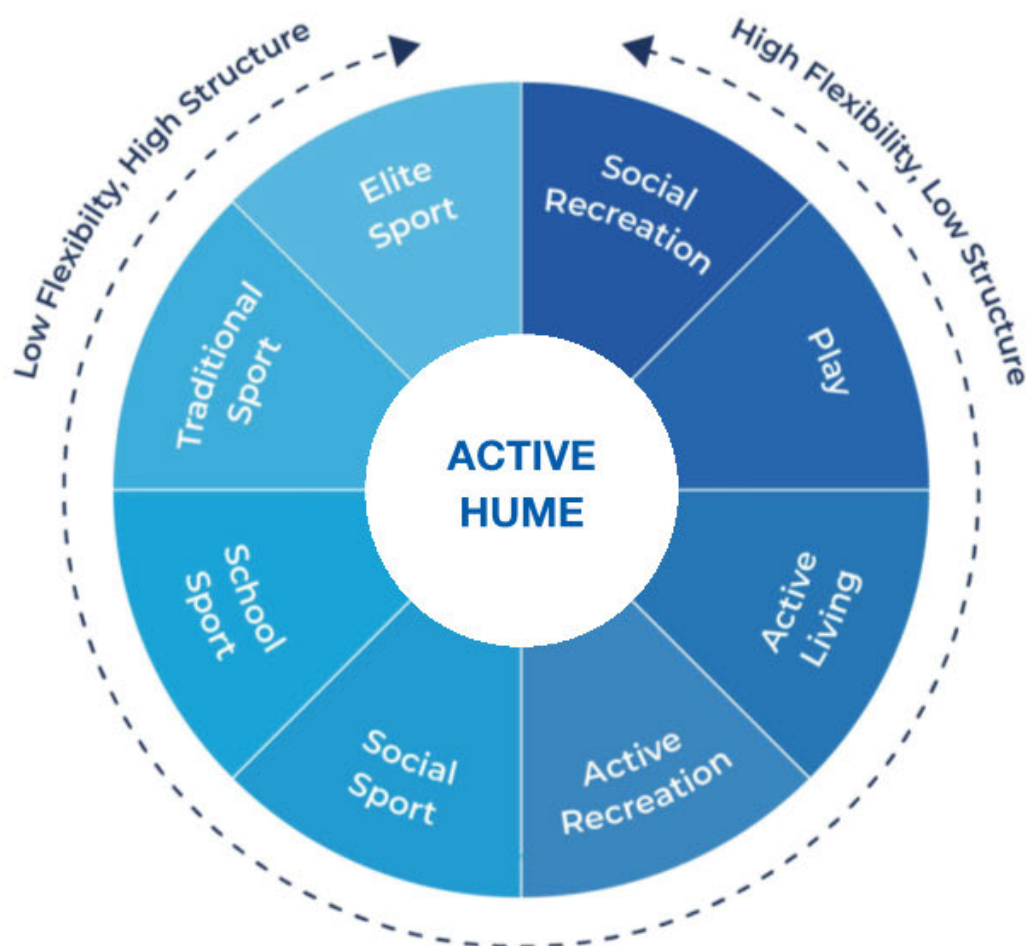 Low Flexibilty, High Structure
High Flexibility, Low Structure
Elite
Sport
Social
Recreation
Traditional
Sport
Play
ACTIVE
HUME
School
Sport
Active
Living
Social
Sport
Active
Recreation